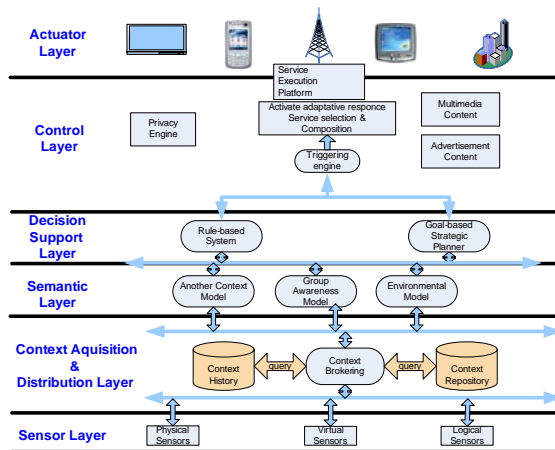 Actuator
Layer
Service
Execution
Platform
Activate adaptative responce
Service selection &
Composition
Privacy
Engine
Multimedia
Content
Control
Layer
Advertisement
Content
Triggering
engine
Decision
Support
Layer
Rule-based
System
Goal-based
Strategic
Planner
Semantic
Layer
Another Context
Model
Group
Awareness
Model
Environmental
Model
Context Aquisition
&
Distribution Layer
Context
History
query
Context
Brokering
query
Context
Repository
Sensor Layer
Physical
Sensors
Virtual
Sensors
Logical
Sensors